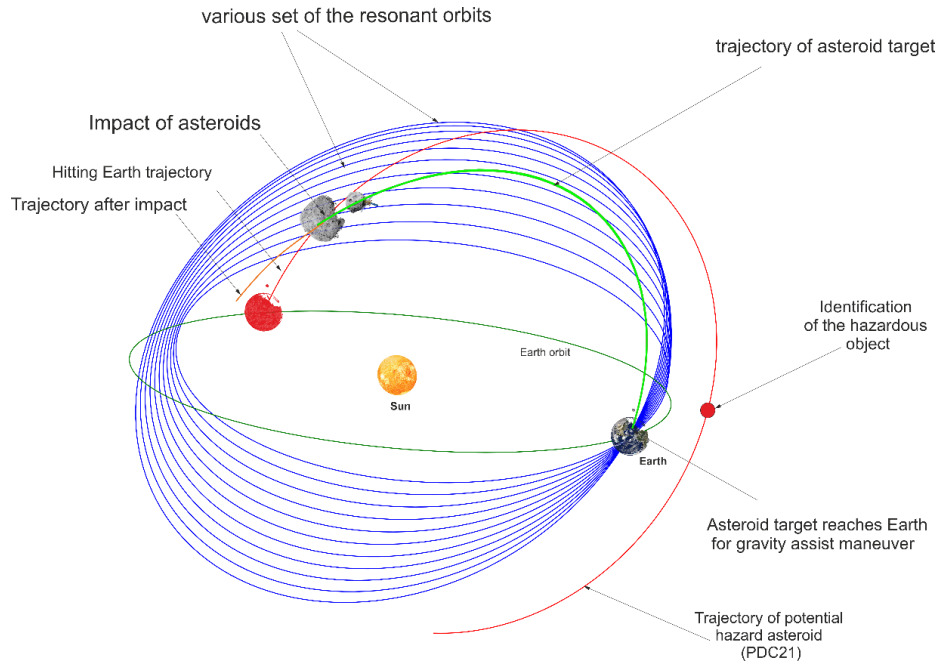 various set of the resonant orbits
trajectory of asteroid target
Impact of asteroids
Hitting Earth trajectory
Trajectory after impact
Identification
of the hazardous
object
Earth orbit
Sun
Earth
Asteroid target reaches Earth
for gravity assist maneuver
Trajectory of potential
hazard asteroid
(PDC21)